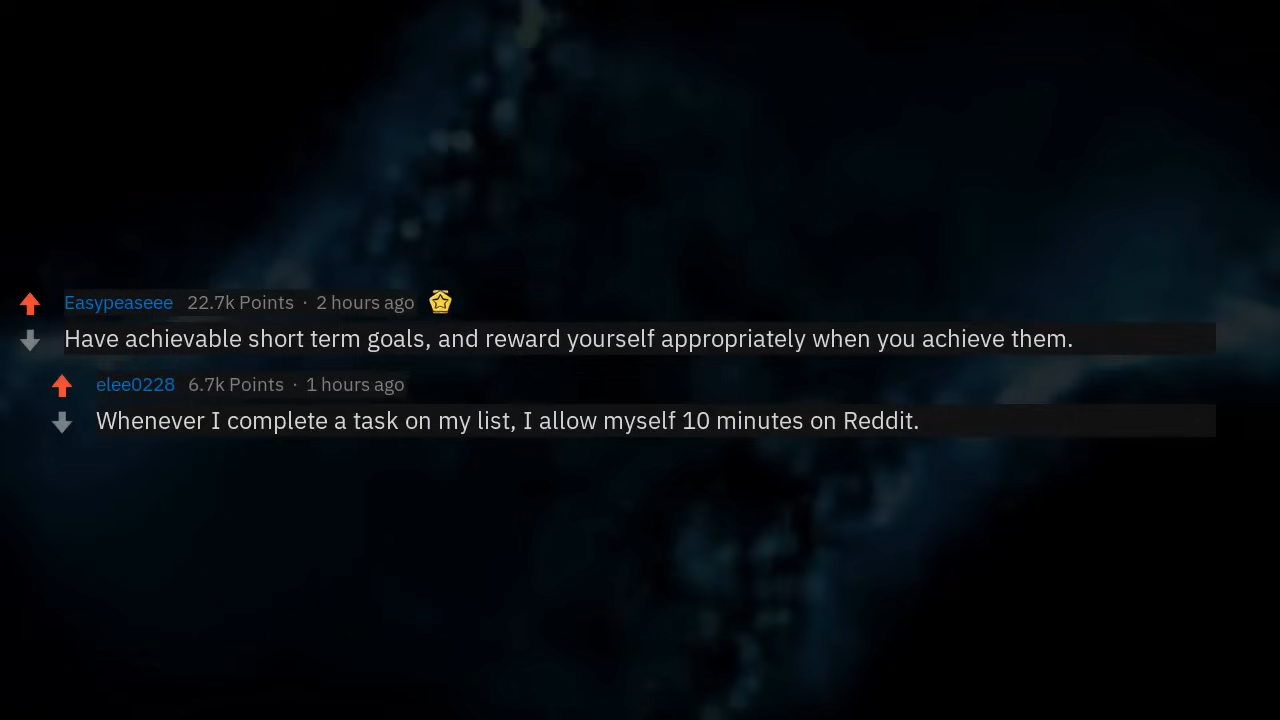 Easypeaseee 22.7k Points · 2 hours ago
Have achievable short term goals, and reward yourself appropriately when you achieve them.
elee0228 6.7k Points · 1 hours ago
Whenever I complete a task on my list, I allow myself 10 minutes on Reddit.